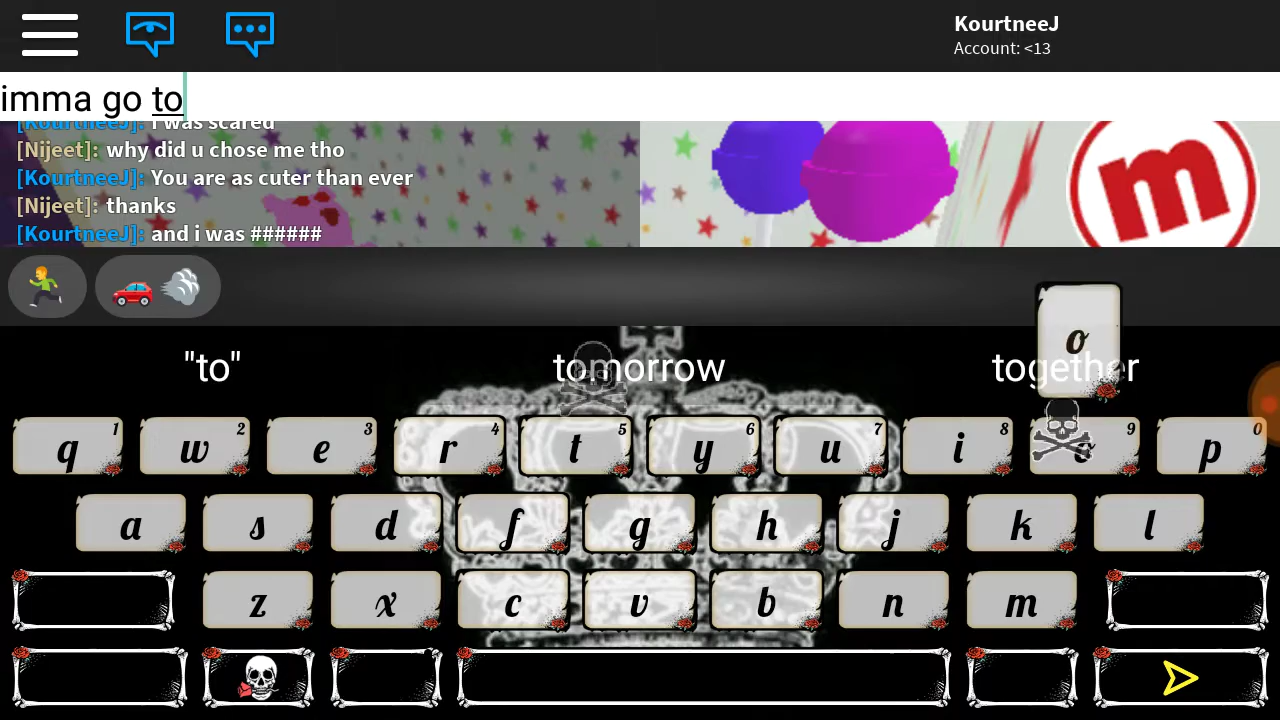 KourtneeJ
Account: <13
imma go to
[KourtneeJ]: i was scared
[Nijeet]: why did u chose me tho
[KourtneeJ]: You are as cuter than ever
[Nijeet]: thanks
[KourtneeJ]: and i was ######
m
o
"to" tomorrow together
q 1 w 2 e 3 r 4 t 5 y 6 u 7 i 8 o 9 p 0
a s d f g h j k l
z x c v b n m